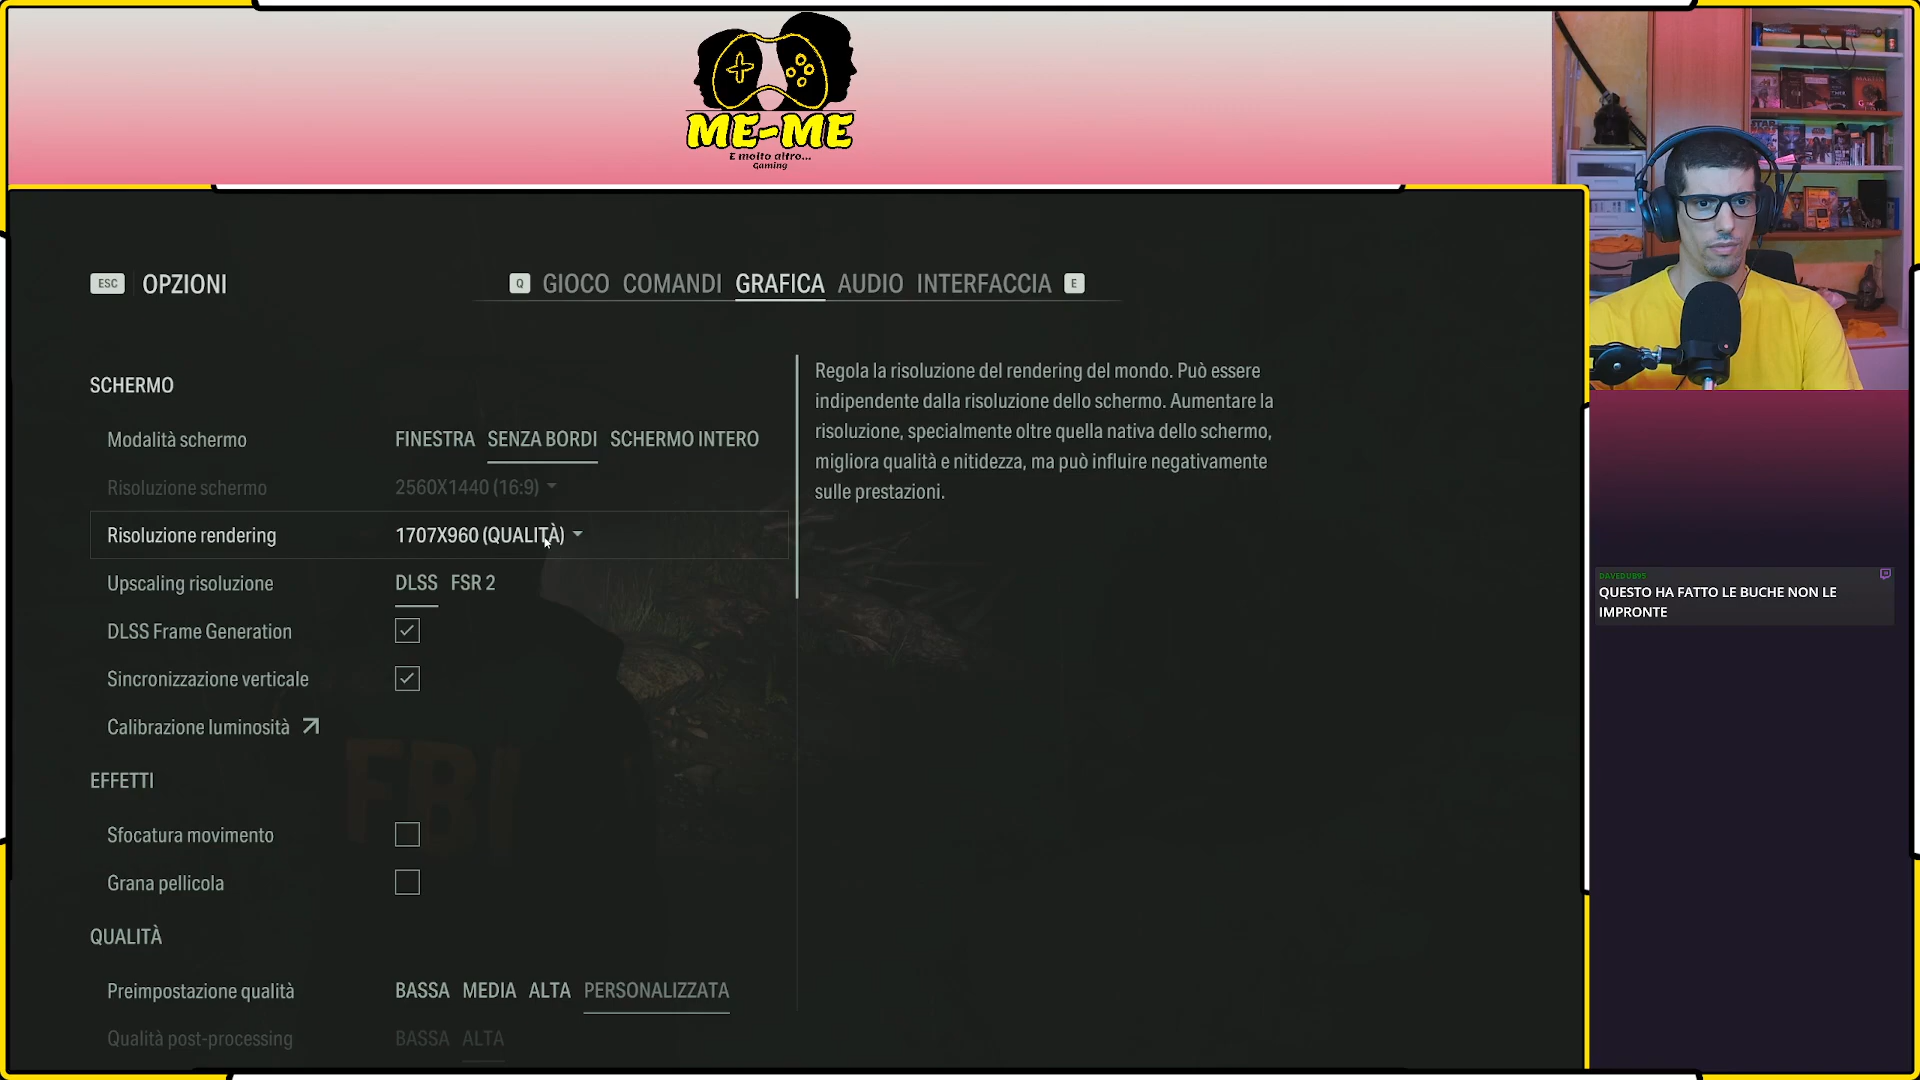 ME-ME
E molto altro...
Gaming
ESC OPZIONI
Q GIOCO COMANDI GRAFICA AUDIO INTERFACCIA E
SCHERMO
Modalità schermo FINESTRA SENZA BORDI SCHERMO INTERO
Risoluzione schermo 2560X1440 (16:9)
Risoluzione rendering 1707X960 (QUALITÀ)
Upscaling risoluzione DLSS FSR 2
DLSS Frame Generation
Sincronizzazione verticale
Calibrazione luminosità
EFFETTI
Sfocatura movimento
Grana pellicola
QUALITÀ
Preimpostazione qualità BASSA MEDIA ALTA PERSONALIZZATA
Qualità post-processing BASSA ALTA
Regola la risoluzione del rendering del mondo. Può essere
indipendente dalla risoluzione dello schermo. Aumentare la
risoluzione, specialmente oltre quella nativa dello schermo,
migliora qualità e nitidezza, ma può influire negativamente
sulle prestazioni.
FBI
STAR
DAVEDUB95
QUESTO HA FATTO LE BUCHE NON LE
IMPRONTE